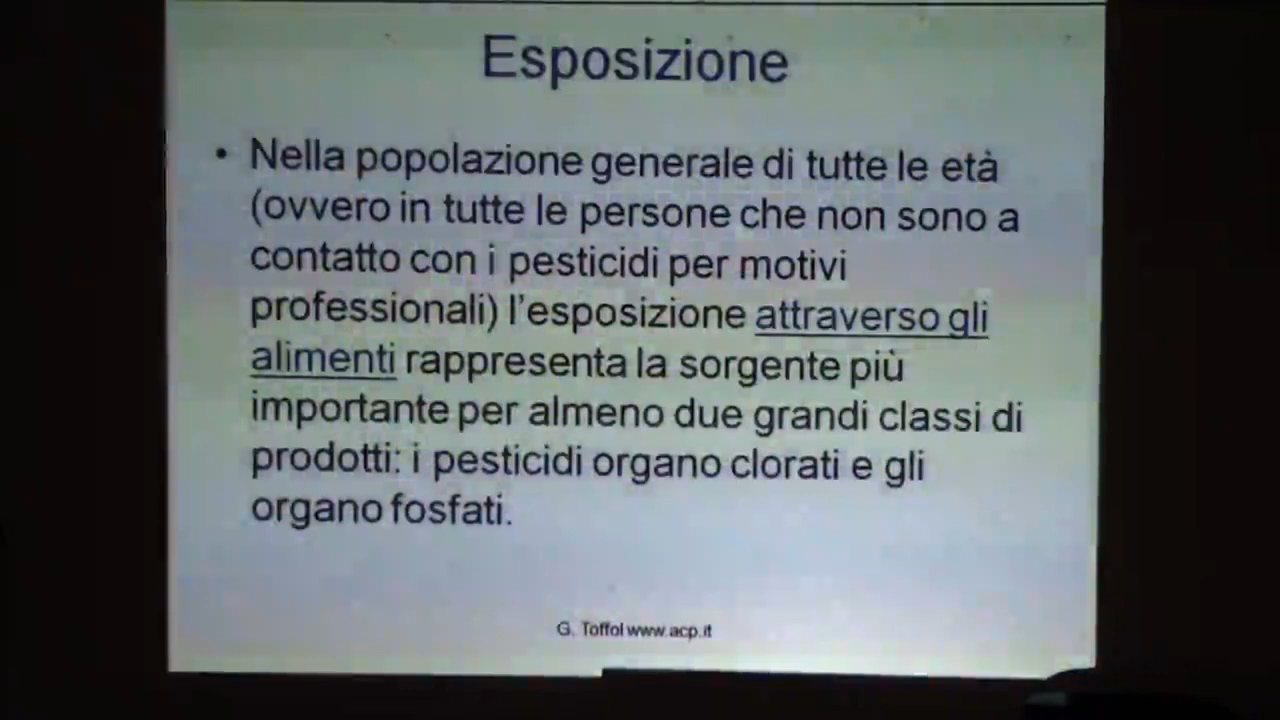 Esposizione
• Nella popolazione generale di tutte le età
(ovvero in tutte le persone che non sono a
contatto con i pesticidi per motivi
professionali) l'esposizione attraverso gli
alimenti rappresenta la sorgente più
importante per almeno due grandi classi di
prodotti: i pesticidi organo clorati e gli
organo fosfati.
G. Toffol www.acp.it